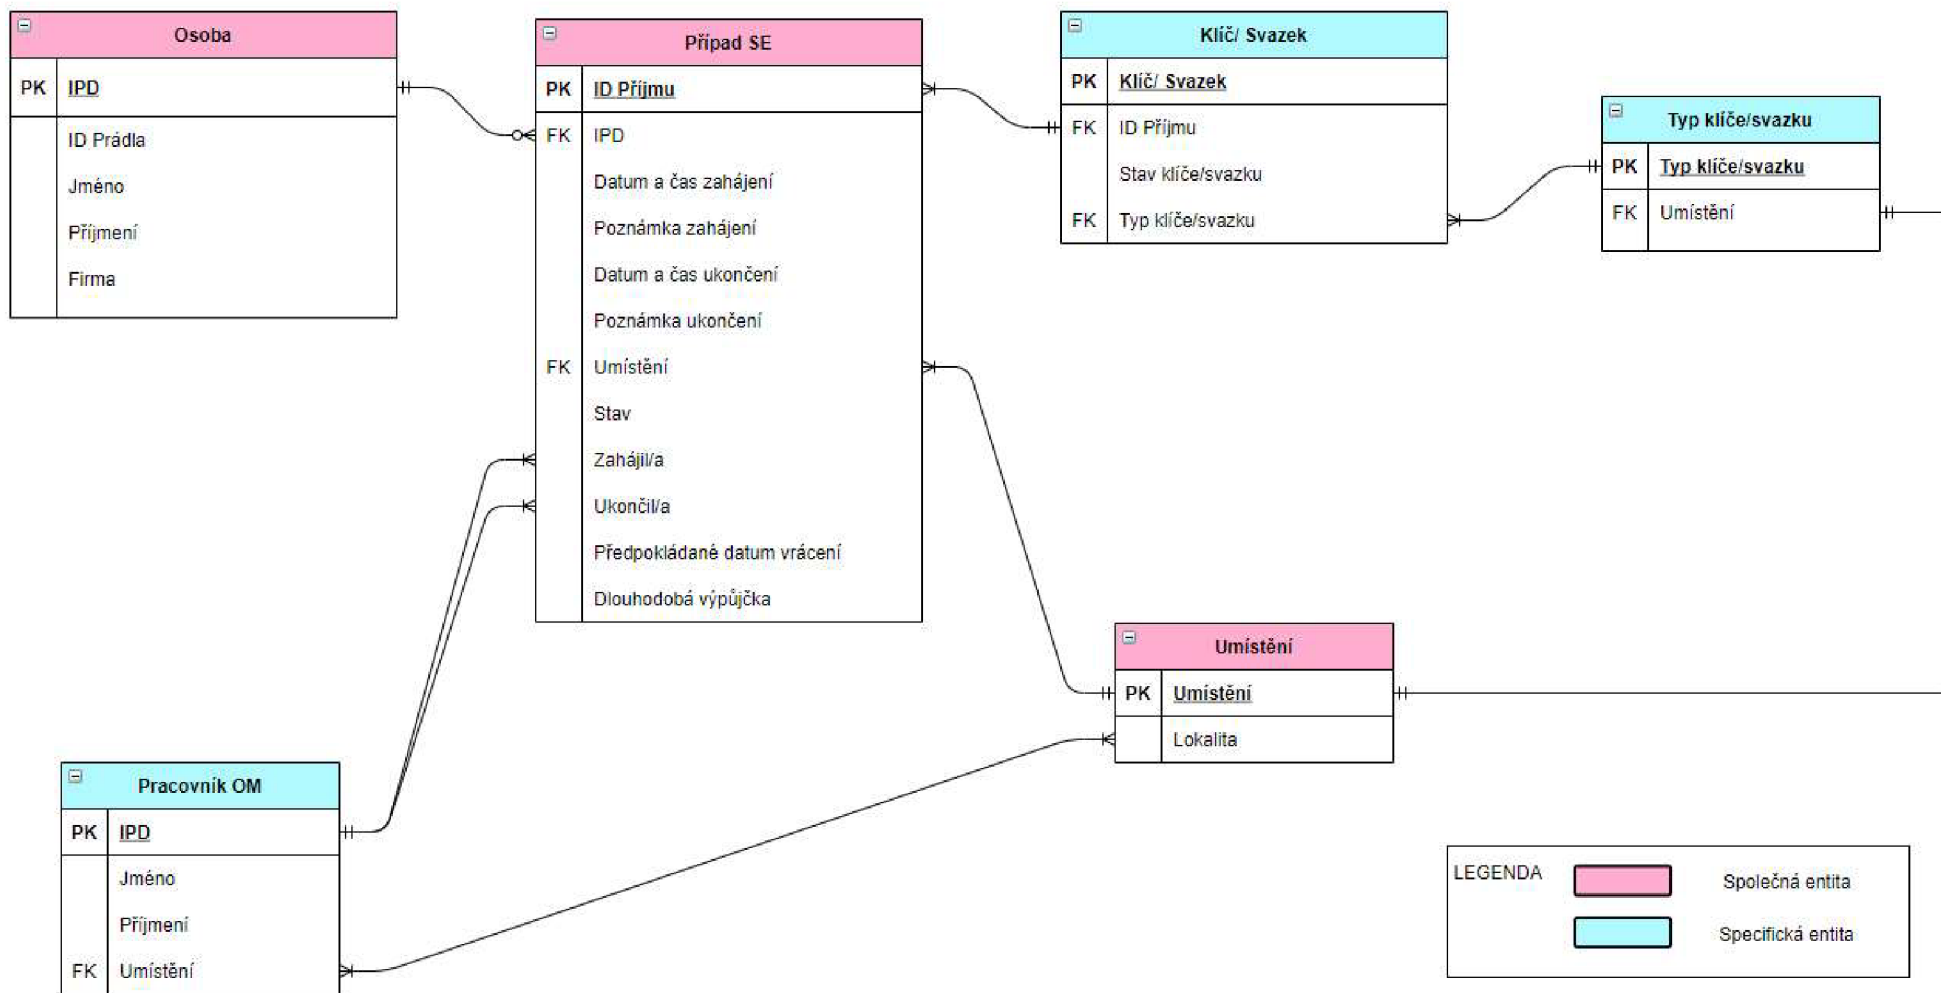 Osoba
PK IPD
ID Prádla
Jméno
Příjmení
Firma
Případ SE
PK ID Příjmu
FK IPD
Datum a čas zahájení
Poznámka zahájení
Datum a čas ukončení
Poznámka ukončení
FK Umístění
Stav
Zahájil/a
Ukončil/a
Předpokládané datum vrácení
Dlouhodobá výpůjčka
Klíč/ Svazek
PK Klíč/ Svazek
FK ID Příjmu
Stav klíče/svazku
FK Typ klíče/svazku
Typ klíče/svazku
PK Typ klíče/svazku
FK Umístění
Umístění
PK Umístění
Lokalita
Pracovník OM
PK IPD
Jméno
Příjmení
FK Umístění
LEGENDA
Společná entita
Specifická entita